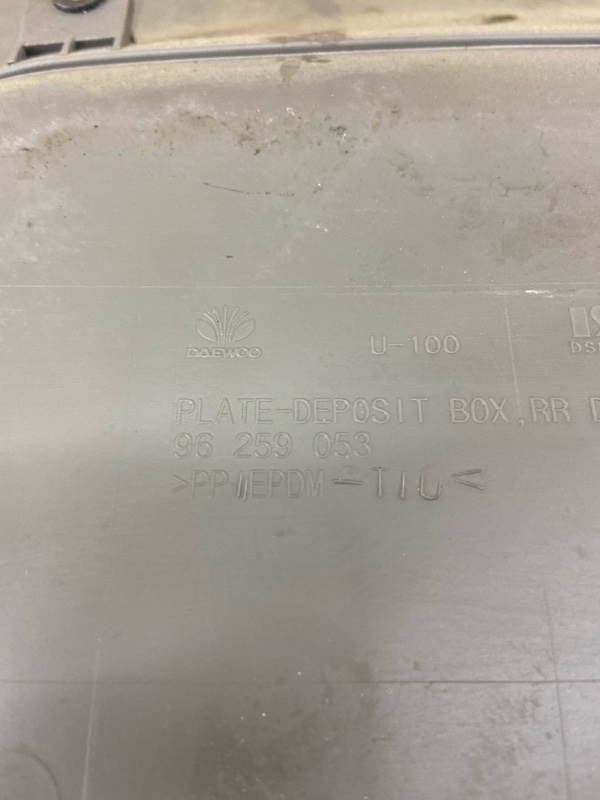 DAEWOO
U-100
PLATE-DEPOSIT BOX,RR
96 259 053
>PP/EPDM-T10<